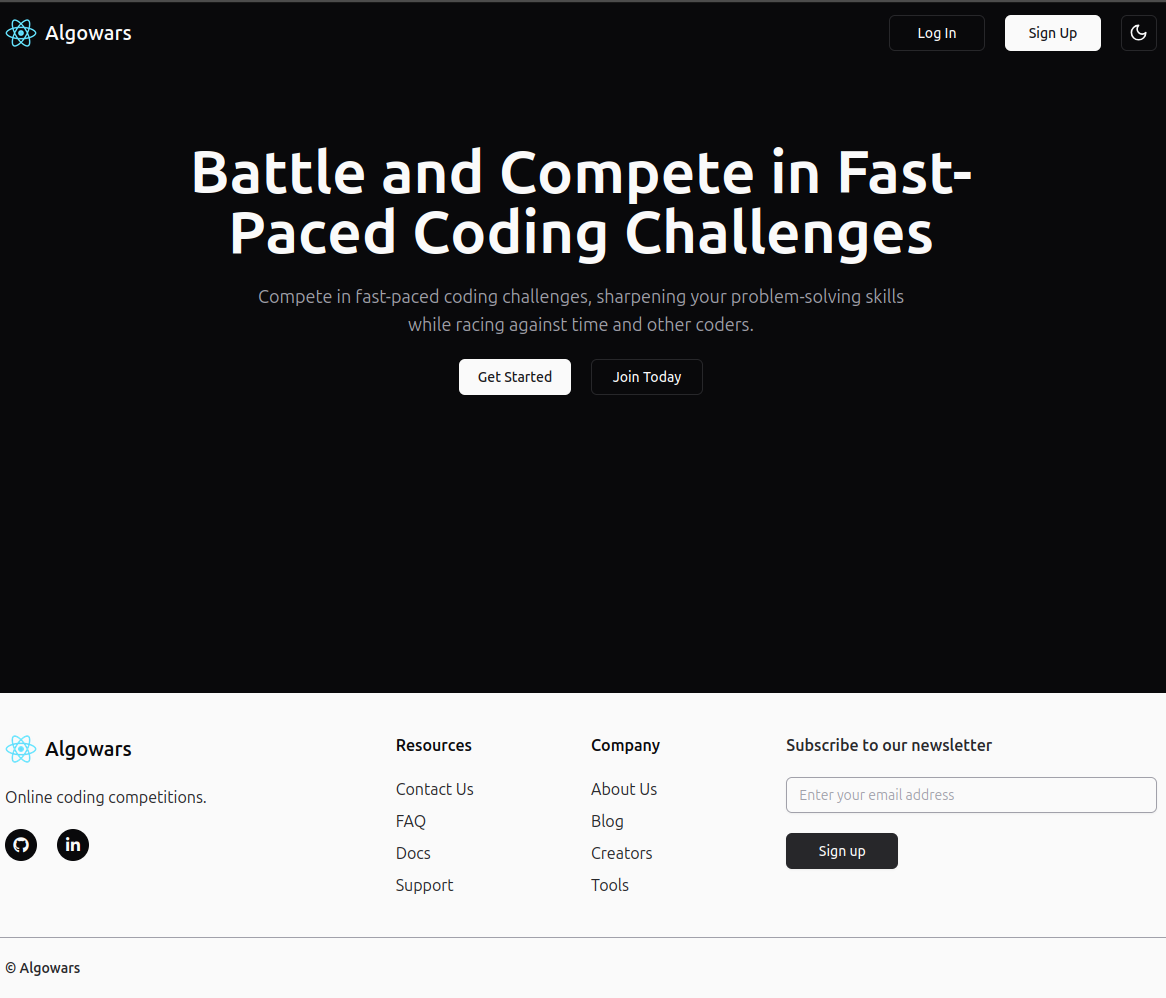 Algowars
Log In
Sign Up
Battle and Compete in Fast-
Paced Coding Challenges
Compete in fast-paced coding challenges, sharpening your problem-solving skills
while racing against time and other coders.
Get Started
Join Today
Algowars
Online coding competitions.
in
Resources
Contact Us
FAQ
Docs
Support
Company
About Us
Blog
Creators
Tools
Subscribe to our newsletter
Enter your email address
Sign up
© Algowars